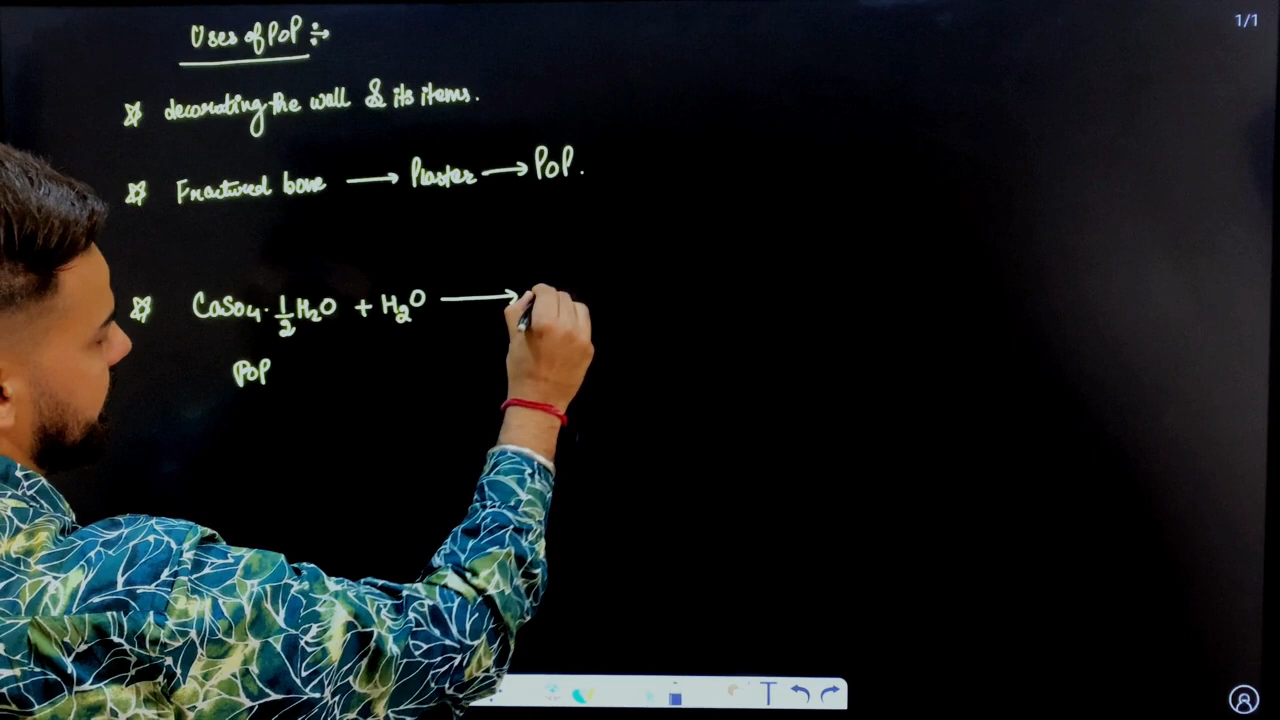 1/1
Uses of PoP :→
☆ decorating the wall & its items.
☆ Fractured bone → Plaster → PoP.
☆ CaSO4·1/2H2O + H2O →
PoP
T